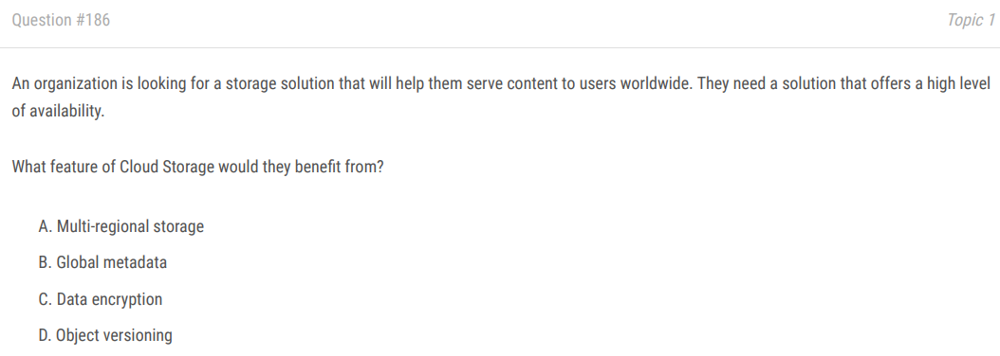 Question #186
Topic 1
An organization is looking for a storage solution that will help them serve content to users worldwide. They need a solution that offers a high level
of availability.
What feature of Cloud Storage would they benefit from?
A. Multi-regional storage
B. Global metadata
C. Data encryption
D. Object versioning